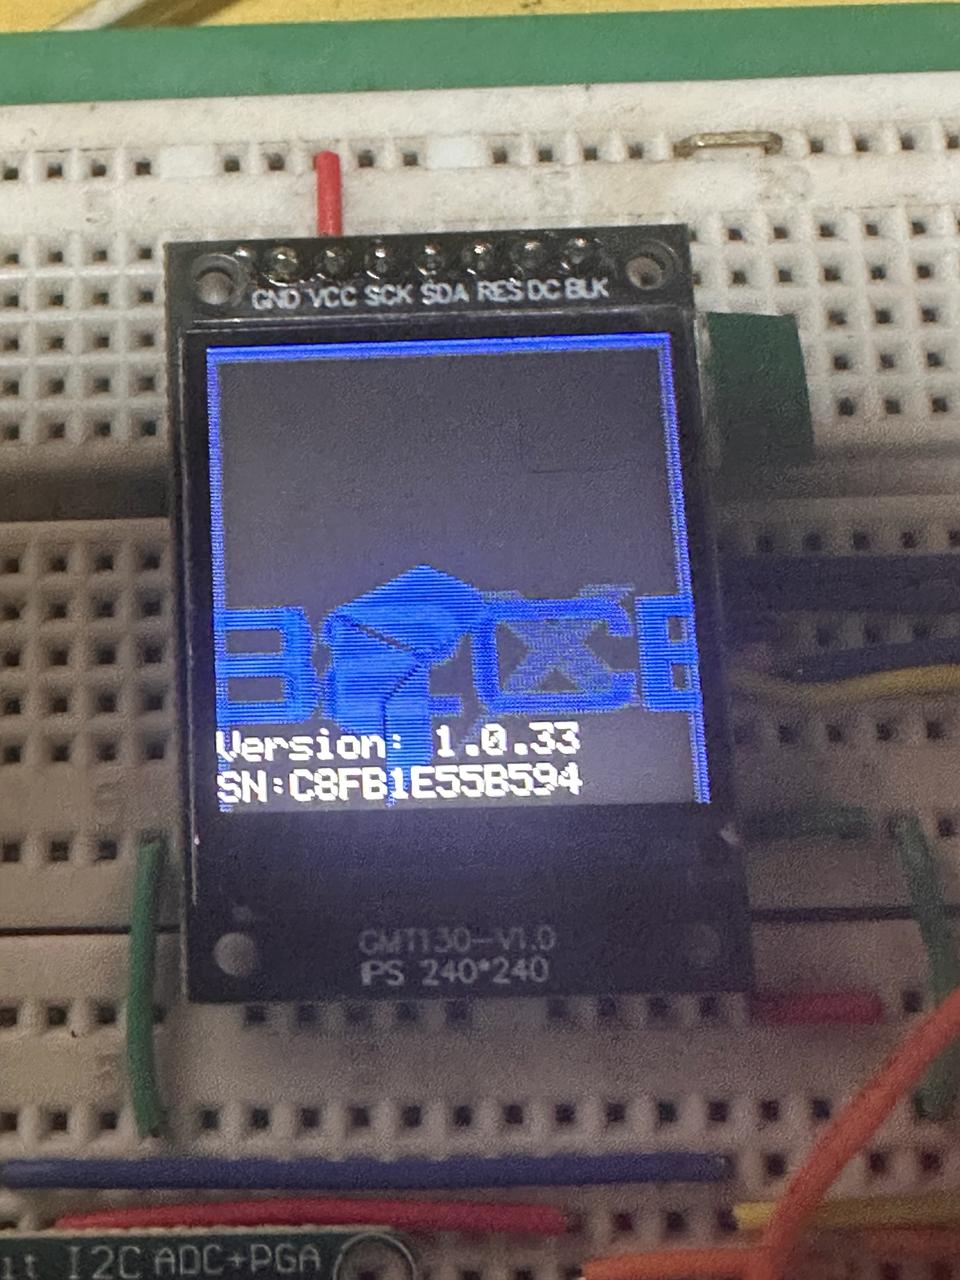 GND VCC SCK SDA RES DC BLK
Version: 1.0.33
SN:C8FB1E55B594
GMT130-V1.0
IPS 240*240
I2C ADC+PGA